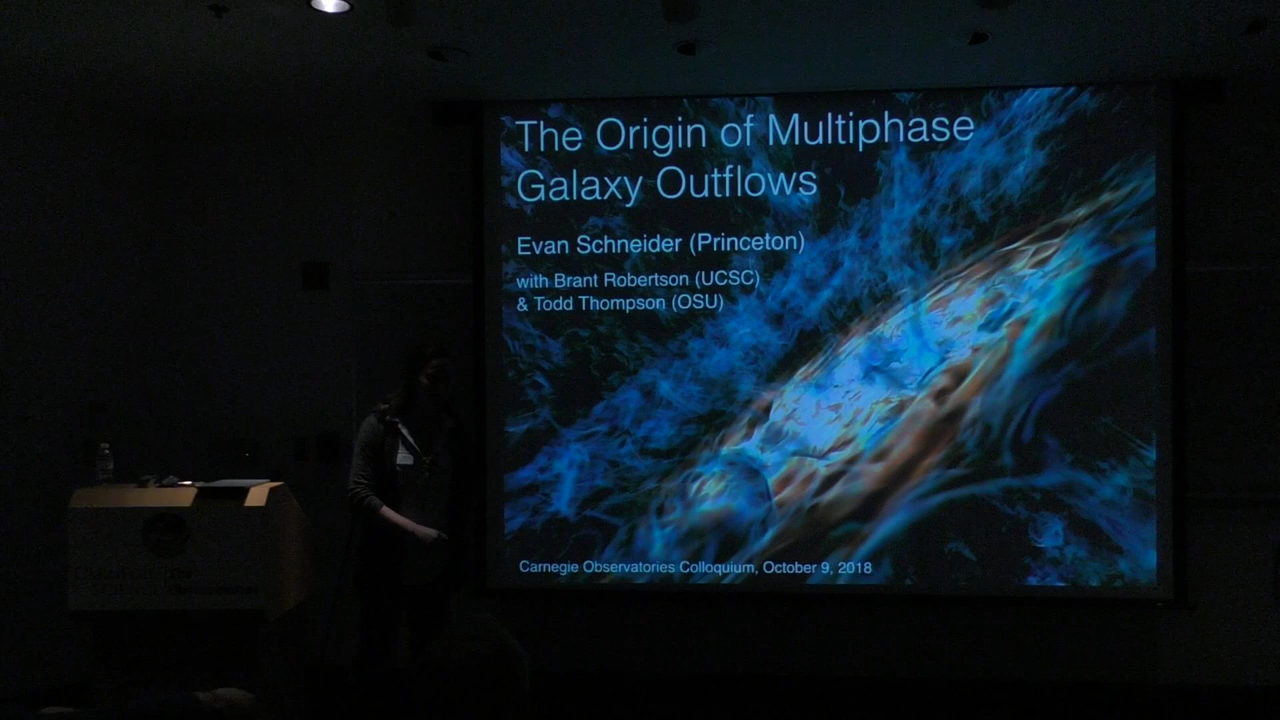 The Origin of Multiphase
Galaxy Outflows
Evan Schneider (Princeton)
with Brant Robertson (UCSC)
& Todd Thompson (OSU)
Carnegie Observatories Colloquium, October 9, 2018